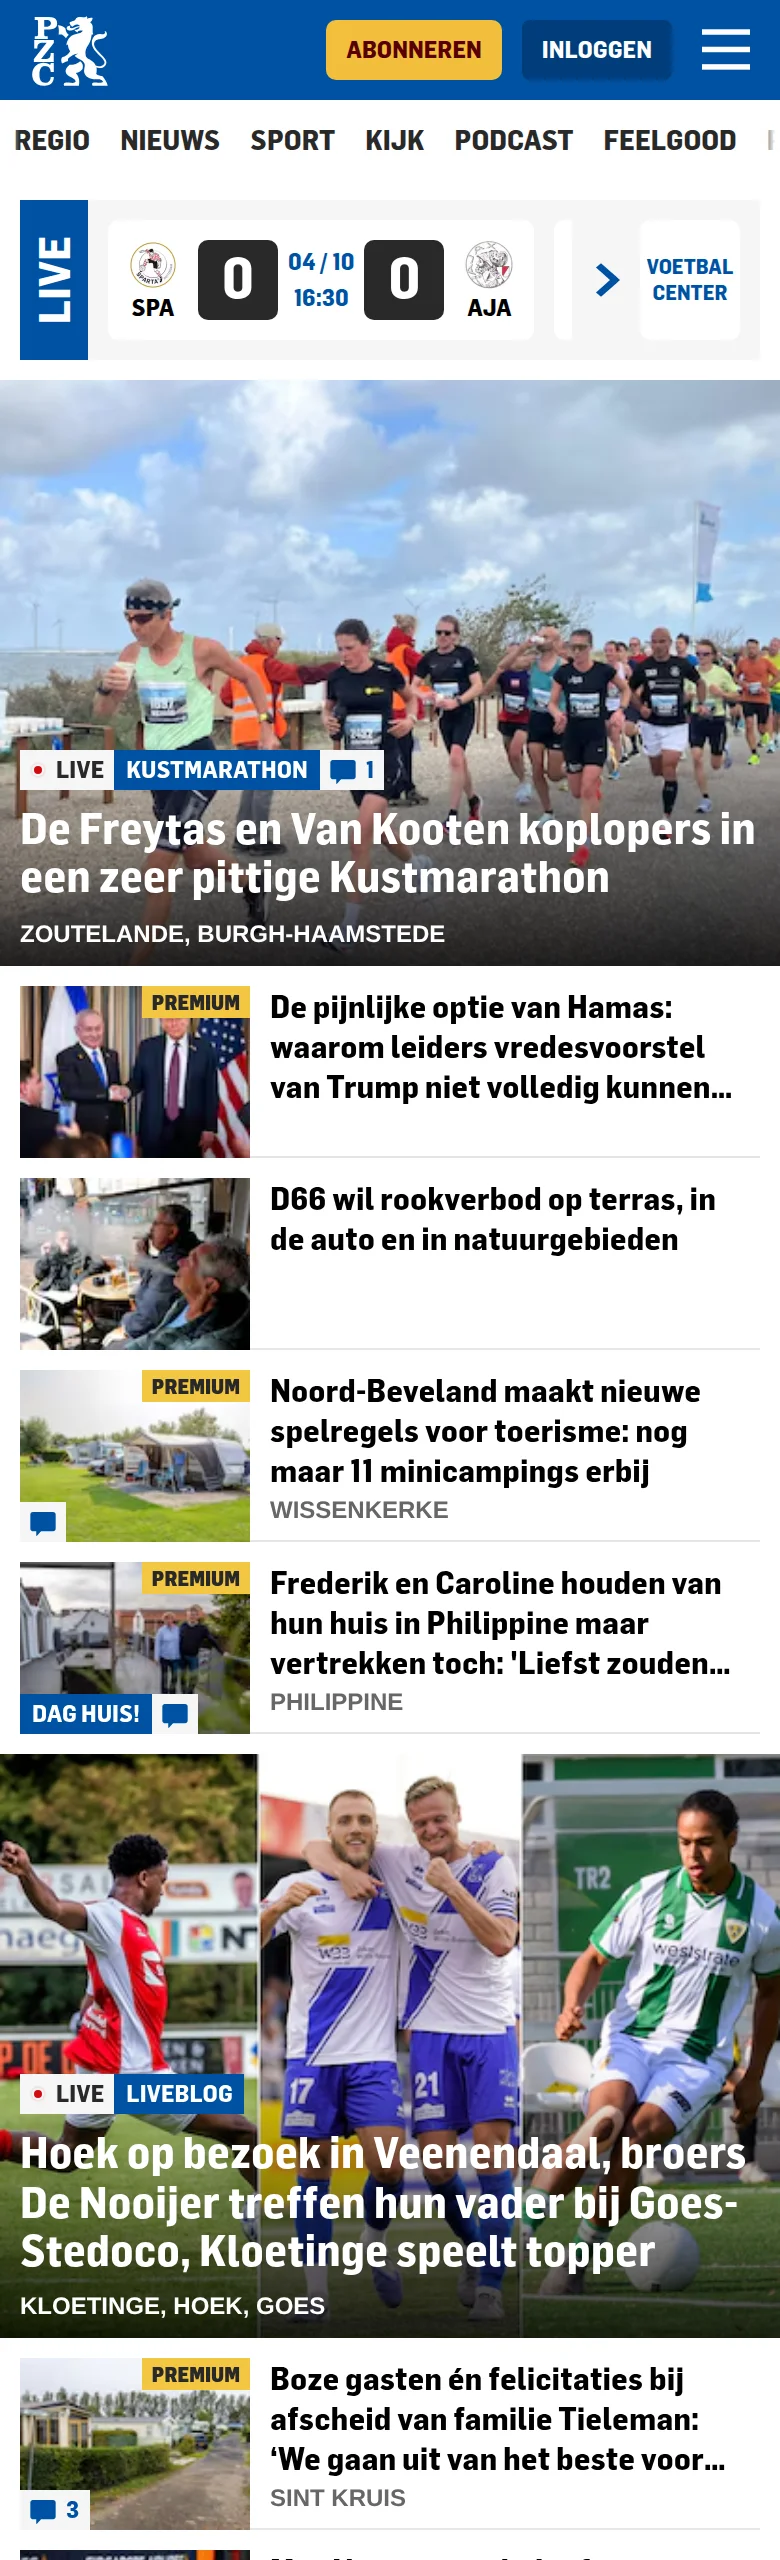 PZC
ABONNEREN
INLOGGEN
REGIO NIEUWS SPORT KIJK PODCAST FEELGOOD
LIVE
SPA
0
04 / 10
16:30
0
AJA
VOETBAL
CENTER
LIVE
KUSTMARATHON
1
De Freytas en Van Kooten koplopers in
een zeer pittige Kustmarathon
ZOUTELANDE, BURGH-HAAMSTEDE
PREMIUM
De pijnlijke optie van Hamas:
waarom leiders vredesvoorstel
van Trump niet volledig kunnen...
D66 wil rookverbod op terras, in
de auto en in natuurgebieden
PREMIUM
Noord-Beveland maakt nieuwe
spelregels voor toerisme: nog
maar 11 minicampings erbij
WISSENKERKE
PREMIUM
DAG HUIS!
Frederik en Caroline houden van
hun huis in Philippine maar
vertrekken toch: 'Liefst zouden...
PHILIPPINE
TR2
weststrate
W33
17
21
LIVE
LIVEBLOG
Hoek op bezoek in Veenendaal, broers
De Nooijer treffen hun vader bij Goes-
Stedoco, Kloetinge speelt topper
KLOETINGE, HOEK, GOES
PREMIUM
3
Boze gasten én felicitaties bij
afscheid van familie Tieleman:
‘We gaan uit van het beste voor...
SINT KRUIS